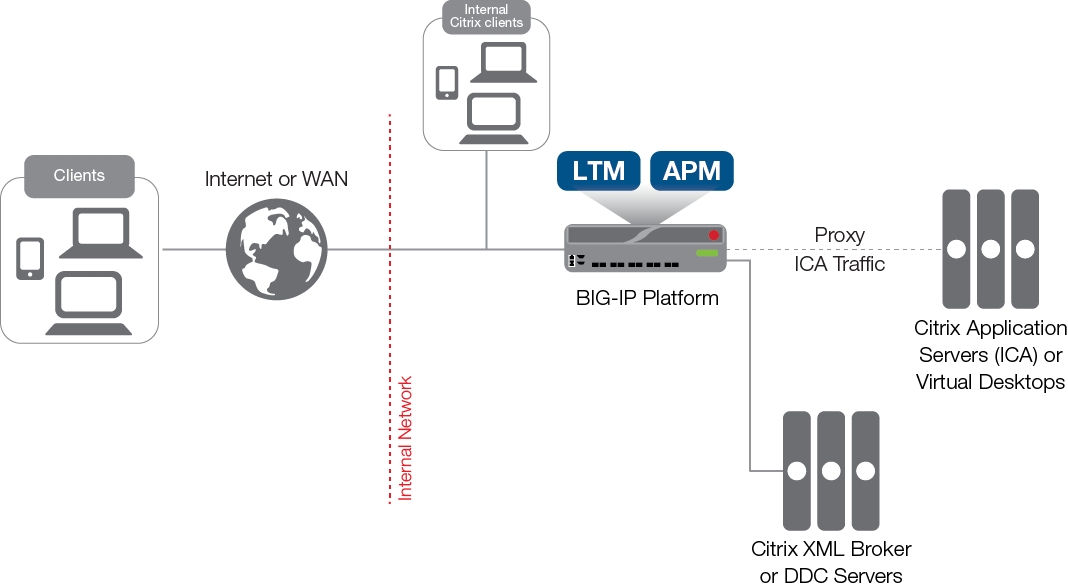 Internal
Citrix clients
Clients
Internet or WAN
LTM
APM
Proxy
ICA Traffic
BIG-IP Platform
Citrix Application
Servers (ICA) or
Virtual Desktops
Internal Network
Citrix XML Broker
or DDC Servers